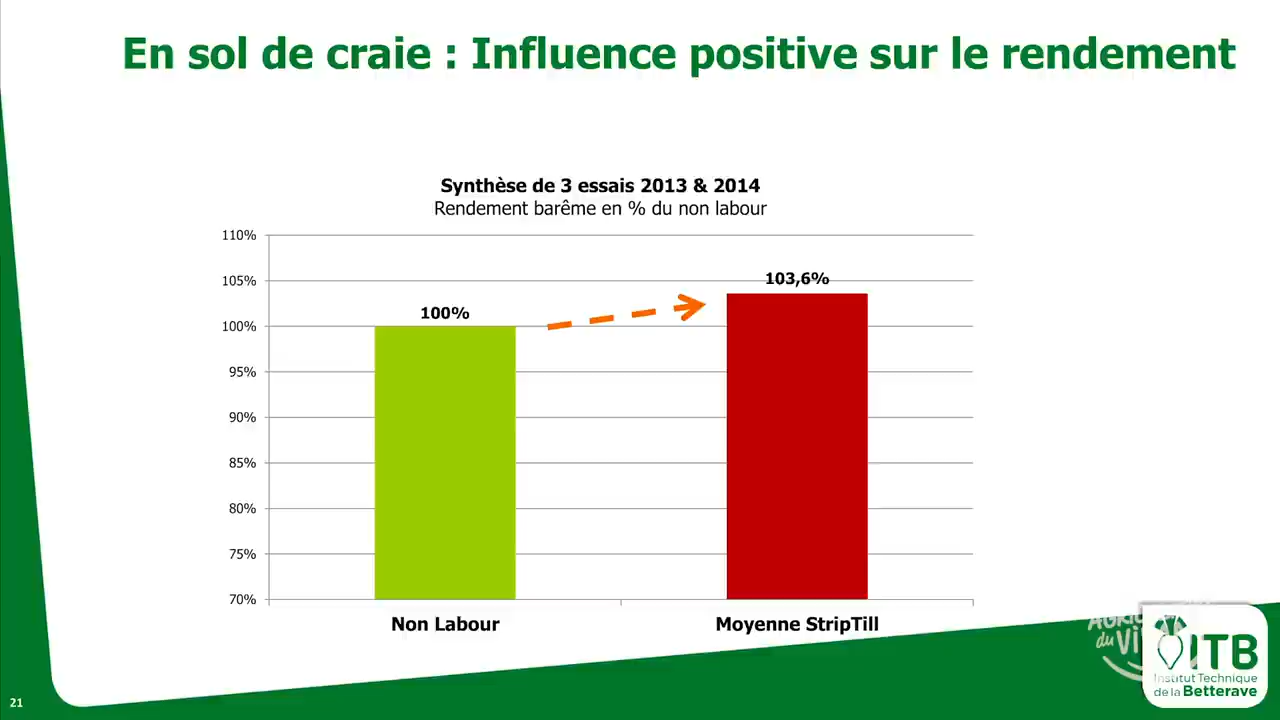 En sol de craie : Influence positive sur le rendement
Synthèse de 3 essais 2013 & 2014
Rendement barême en % du non labour
110%
105%
100%
95%
90%
85%
80%
75%
70%
100%
103,6%
Non Labour
Moyenne StripTill
du
ITB
Institut Technique
de la Betterave
21